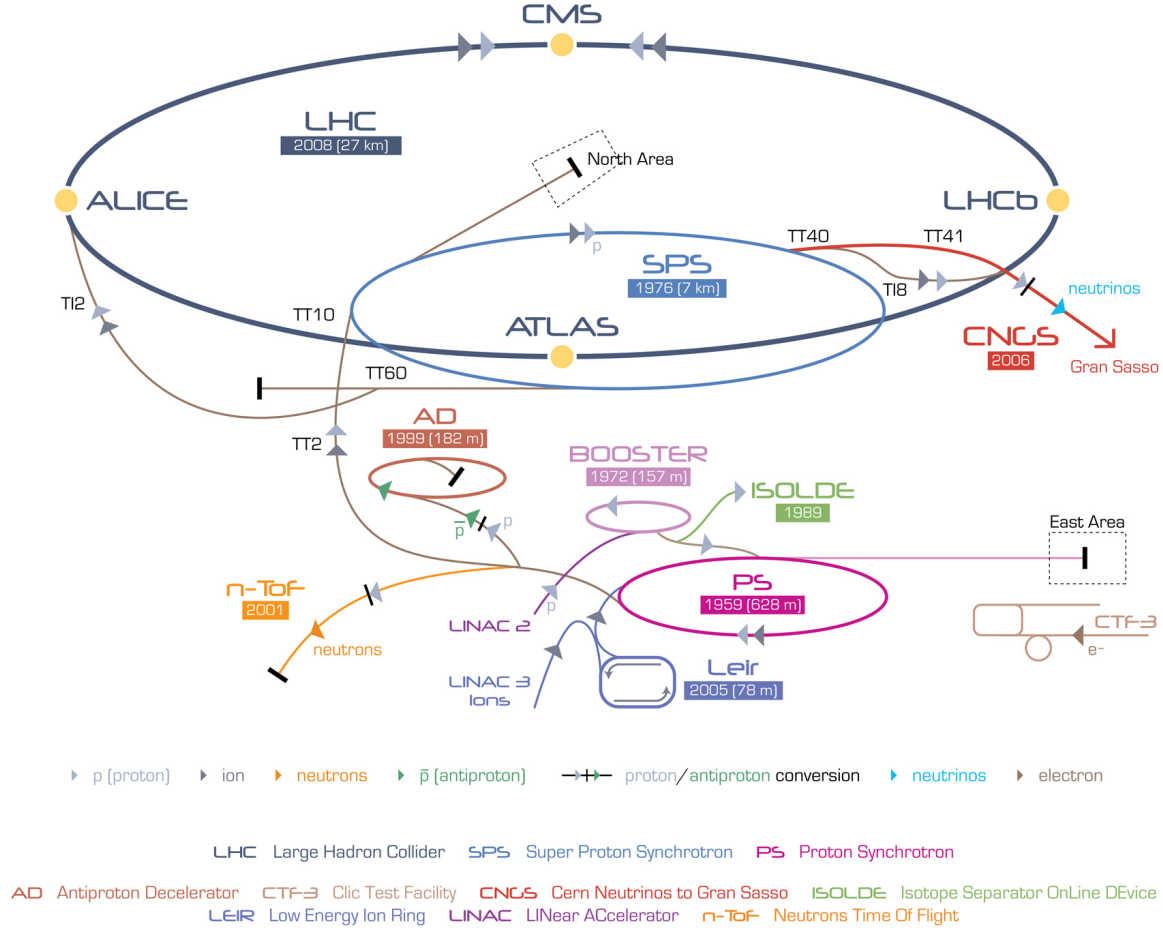 CMS
LHC
2008 (27 km)
North Area
ALICE
LHCb
TT40
TT41
p
SPS
1976 (7 km)
TI8
neutrinos
TI2
TT10
ATLAS
CNGS
2006
Gran Sasso
TT60
AD
1999 (182 m)
TT2
BOOSTER
1972 (157 m)
ISOLDE
1989
East Area
p̅
p
n-ToF
2001
PS
1959 (628 m)
p
LINAC 2
neutrons
CTF-3
e-
LINAC 3
Ions
Leir
2005 (78 m)
p (proton) ion neutrons p̅ (antiproton) proton/antiproton conversion neutrinos electron
LHC Large Hadron Collider SPS Super Proton Synchrotron PS Proton Synchrotron
AD Antiproton Decelerator CTF-3 Clic Test Facility CNGS Cern Neutrinos to Gran Sasso ISOLDE Isotope Separator OnLine DEvice
LEIR Low Energy Ion Ring LINAC LINear ACcelerator n-ToF Neutrons Time Of Flight